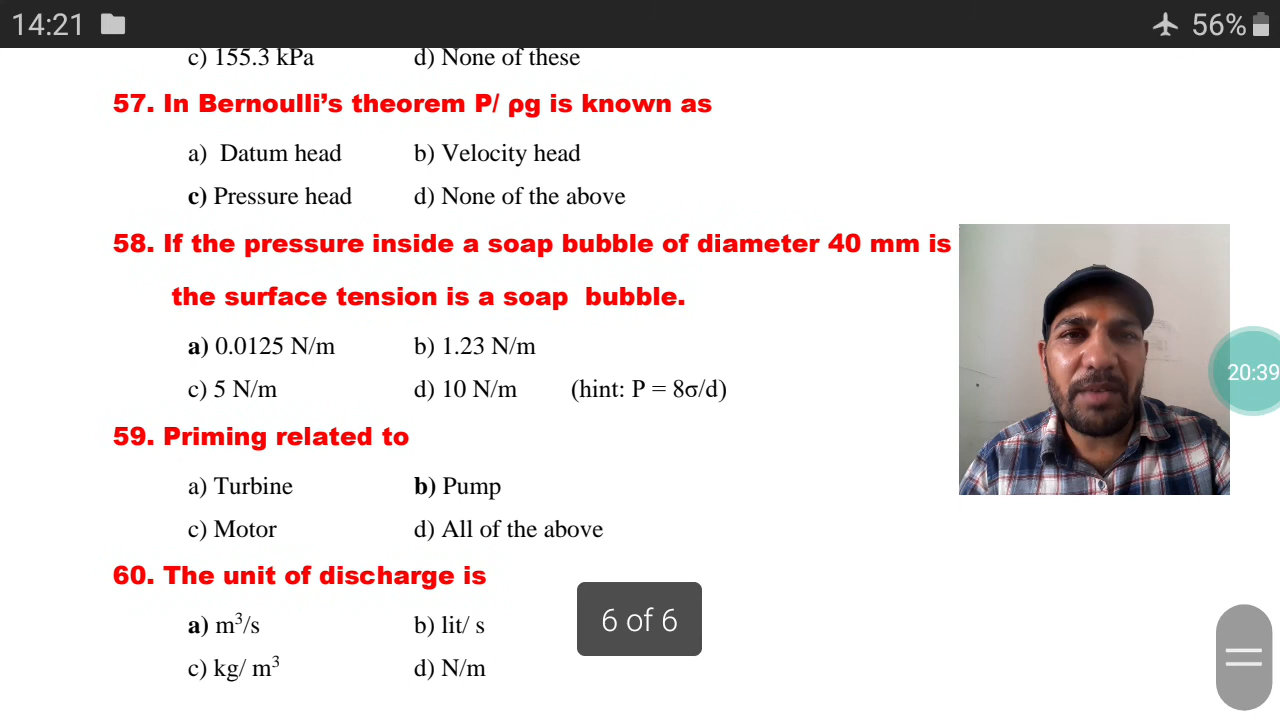 14:21 56%
c) 155.3 kPa d) None of these
57. In Bernoulli’s theorem P/ ρg is known as
a) Datum head b) Velocity head
c) Pressure head d) None of the above
58. If the pressure inside a soap bubble of diameter 40 mm is
the surface tension is a soap bubble.
a) 0.0125 N/m b) 1.23 N/m
c) 5 N/m d) 10 N/m (hint: P = 8σ/d)
20:39
59. Priming related to
a) Turbine b) Pump
c) Motor d) All of the above
60. The unit of discharge is
a) m³/s b) lit/ s
6 of 6
c) kg/ m³ d) N/m